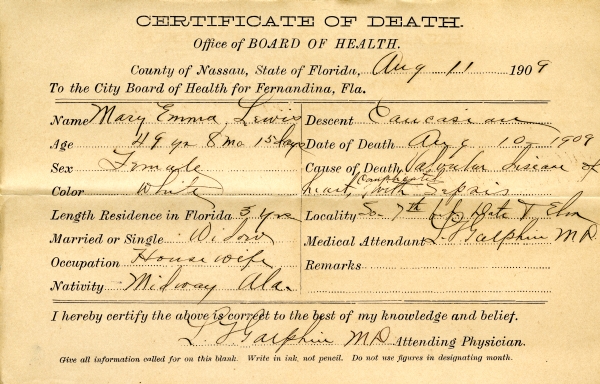 CERTIFICATE OF DEATH.
Office of BOARD OF HEALTH.
County of Nassau, State of Florida, Aug 11 1909
To the City Board of Health for Fernandina, Fla.
Name Mary Emma Lewis
Age 49 yr 8 mo 15 days
Sex Female
Color White
Length Residence in Florida 3 yrs
Married or Single Widow
Occupation Housewife
Nativity Midway Ala.
Descent Caucasian
Date of Death Aug 10 1909
Cause of Death Valvular disease of
heart, Complicated with Sepsis
Locality S. 7th Date & Elm
Medical Attendant L. G Galphin MD
Remarks
I hereby certify the above is correct to the best of my knowledge and belief.
L. G Galphin MD Attending Physician.
Give all information called for on this blank. Write in ink, not pencil. Do not use figures in designating month.